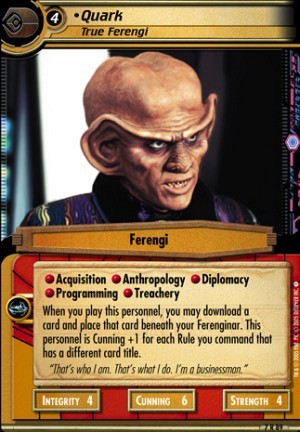 4
•Quark
True Ferengi
Ferengi
•Acquisition •Anthropology •Diplomacy
•Programming •Treachery
When you play this personnel, you may download a
card and place that card beneath your Ferenginar. This
personnel is Cunning +1 for each Rule you command
that has a different card title.
"That's who I am. That's what I do. I'm a businessman."
INTEGRITY 4
CUNNING 6
STRENGTH 4